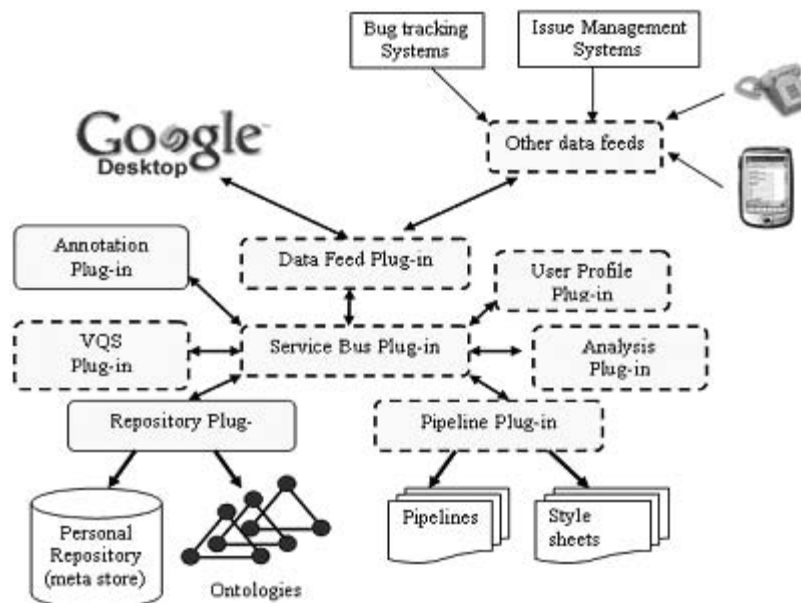 Bug tracking
Systems
Issue Management
Systems
Google
Desktop
Other data feeds
Annotation
Plug-in
Data Feed Plug-in
User Profile
Plug-in
VQS
Plug-in
Service Bus Plug-in
Analysis
Plug-in
Repository Plug-
Pipeline Plug-in
Personal
Repository
(meta store)
Ontologies
Pipelines
Style
sheets